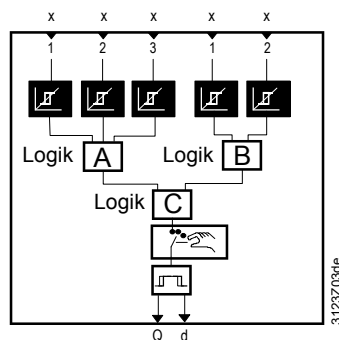 x x x x x
1 2 3 1 2
Logik A Logik B
Logik C
Q d
3123Z03de